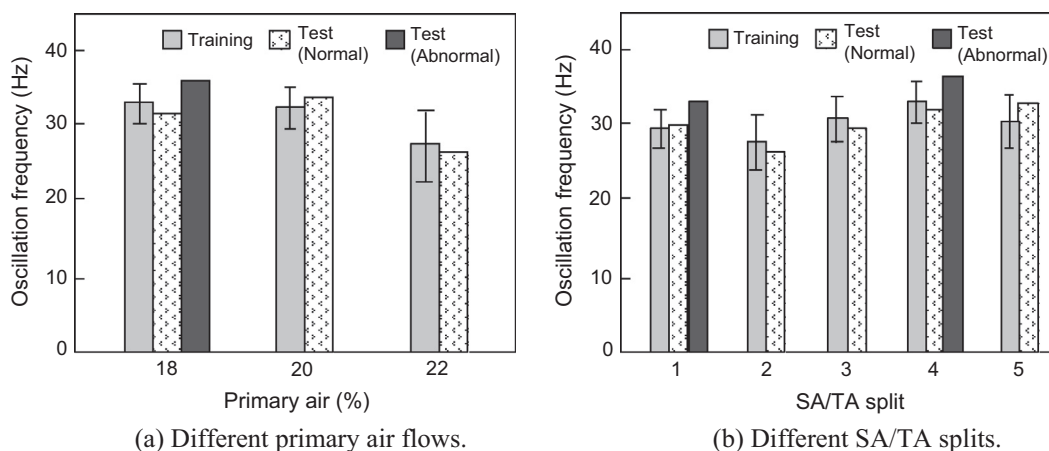 Training
Test
(Normal)
Test
(Abnormal)
40
30
20
10
0
Oscillation frequency (Hz)
18 20 22
Primary air (%)
(a) Different primary air flows.
Training
Test
(Normal)
Test
(Abnormal)
40
30
20
10
0
Oscillation frequency (Hz)
1 2 3 4 5
SA/TA split
(b) Different SA/TA splits.